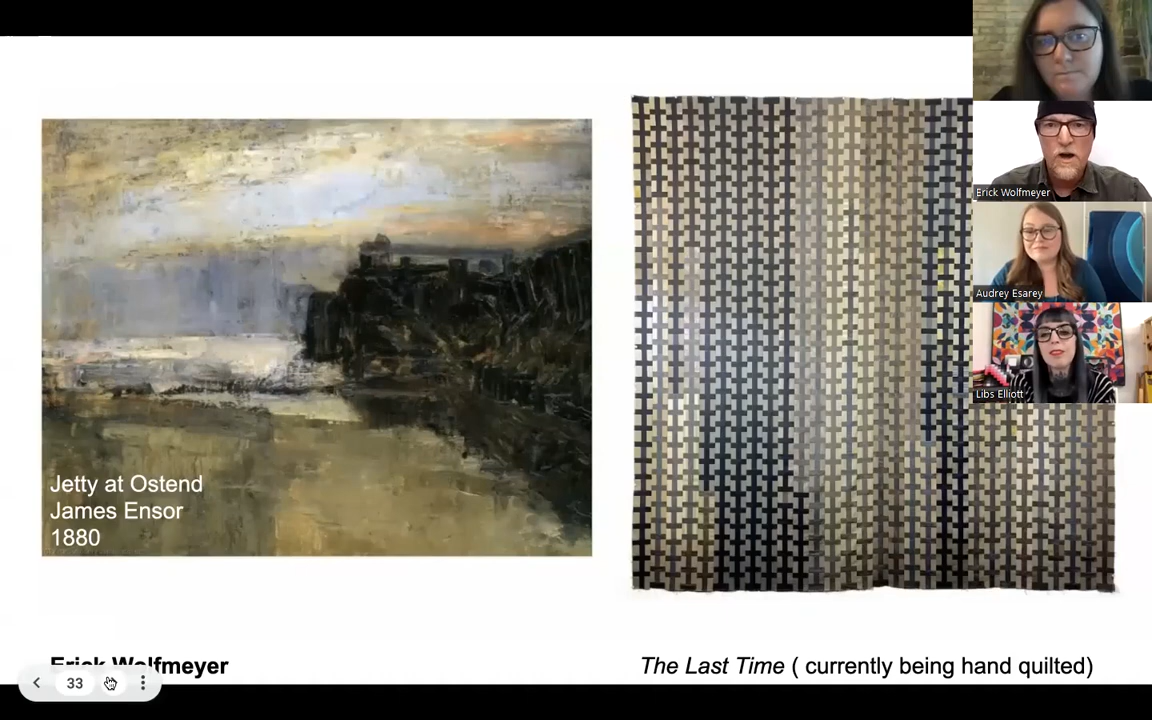 Jetty at Ostend
James Ensor
1880
Erick Wolfmeyer
The Last Time ( currently being hand quilted)
33
Erick Wolfmeyer
Audrey Esarey
Libs Elliott